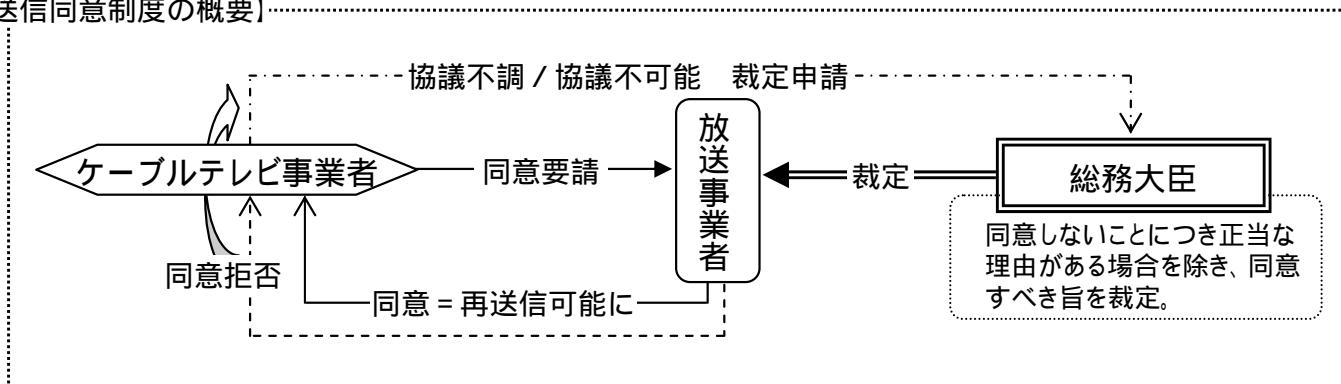 送信同意制度の概要】
協議不調 / 協議不可能　裁定申請
放送事業者
ケーブルテレビ事業者
同意要請
裁定
総務大臣
同意しないことにつき正当な
理由がある場合を除き、同意
すべき旨を裁定。
同意拒否
同意 = 再送信可能に